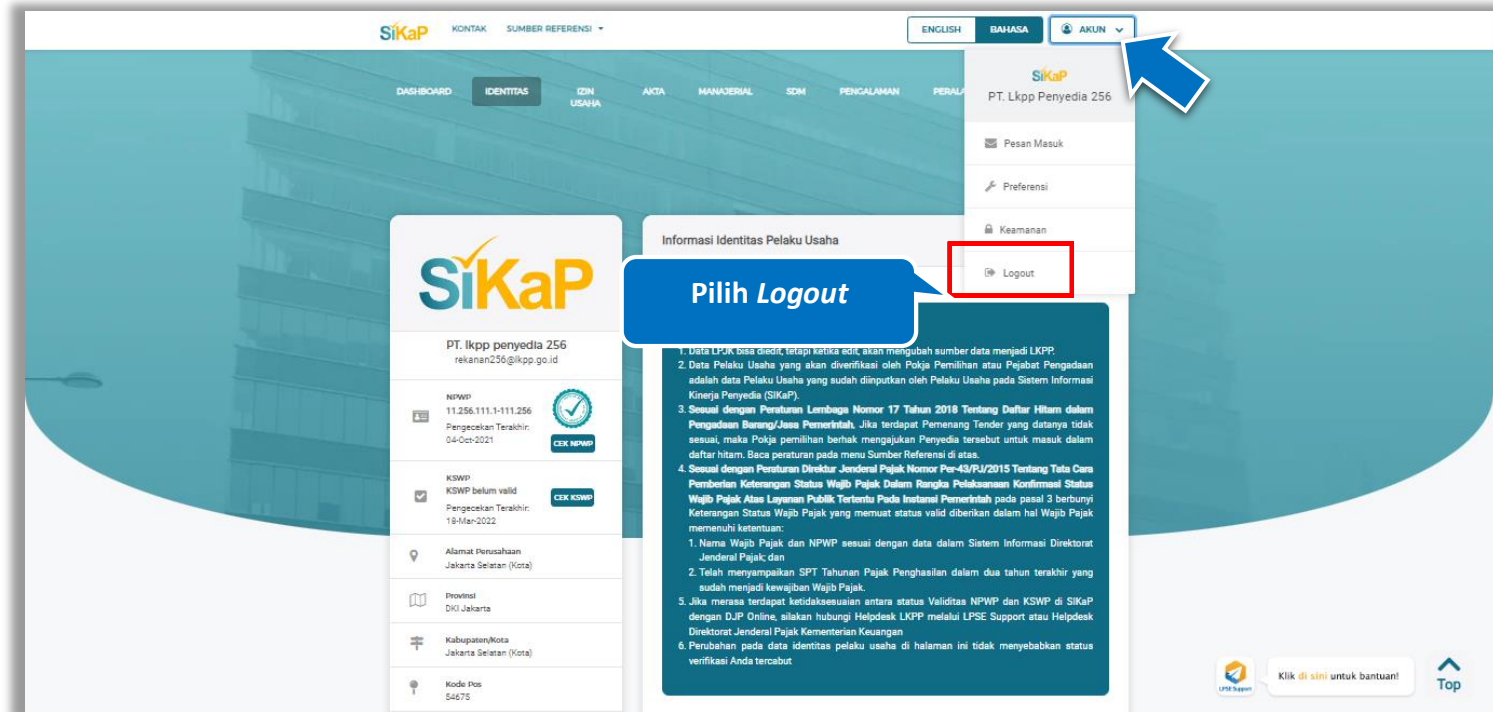 SiKaP KONTAK SUMBER REFERENSI ENGLISH BAHASA AKUN
DASHBOARD IDENTITAS IZIN USAHA AKTA MANAJERIAL SDM PENGALAMAN
SiKaP
PT. Lkpp Penyedia 256
Pesan Masuk
Preferensi
Keamanan
Logout
Pilih Logout
SiKaP
PT. lkpp penyedia 256
rekanan256@lkpp.go.id
NPWP
11.256.111.1-111.256
Pengecekan Terakhir:
04-Oct-2021
CEK NPWP
KSWP
KSWP belum valid
Pengecekan Terakhir:
18-Mar-2022
CEK KSWP
Alamat Perusahaan
Jakarta Selatan (Kota)
Provinsi
DKI Jakarta
Kabupaten/Kota
Jakarta Selatan (Kota)
Kode Pos
54675
Informasi Identitas Pelaku Usaha
1. Data LPJK bisa diedit, tetapi ketika edit, akan mengubah sumber data menjadi LKPP.
2. Data Pelaku Usaha yang akan diverifikasi oleh Pokja Pemilihan atau Pejabat Pengadaan
adalah data Pelaku Usaha yang sudah diinputkan oleh Pelaku Usaha pada Sistem Informasi
Kinerja Penyedia (SIKaP).
3. Sesuai dengan Peraturan Lembaga Nomor 17 Tahun 2018 Tentang Daftar Hitam dalam
Pengadaan Barang/Jasa Pemerintah. Jika terdapat Pemenang Tender yang datanya tidak
sesuai, maka Pokja pemilihan berhak mengajukan Penyedia tersebut untuk masuk dalam
daftar hitam. Baca peraturan pada menu Sumber Referensi di atas.
4. Sesuai dengan Peraturan Direktur Jenderal Pajak Nomor Per-43/PJ/2015 Tentang Tata Cara
Pemberian Keterangan Status Wajib Pajak Dalam Rangka Pelaksanaan Konfirmasi Status
Wajib Pajak Atas Layanan Publik Tertentu Pada Instansi Pemerintah pada pasal 3 berbunyi
Keterangan Status Wajib Pajak yang memuat status valid diberikan dalam hal Wajib Pajak
memenuhi ketentuan:
1. Nama Wajib Pajak dan NPWP sesuai dengan data dalam Sistem Informasi Direktorat
Jenderal Pajak; dan
2. Telah menyampaikan SPT Tahunan Pajak Penghasilan dalam dua tahun terakhir yang
sudah menjadi kewajiban Wajib Pajak.
5. Jika merasa terdapat ketidaksesuaian antara status Validitas NPWP dan KSWP di SIKaP
dengan DJP Online, silakan hubungi Helpdesk LKPP melalui LPSE Support atau Helpdesk
Direktorat Jenderal Pajak Kementerian Keuangan
6. Perubahan pada data identitas pelaku usaha di halaman ini tidak menyebabkan status
verifikasi Anda tercabut
LPSE Support
Klik di sini untuk bantuan!
Top